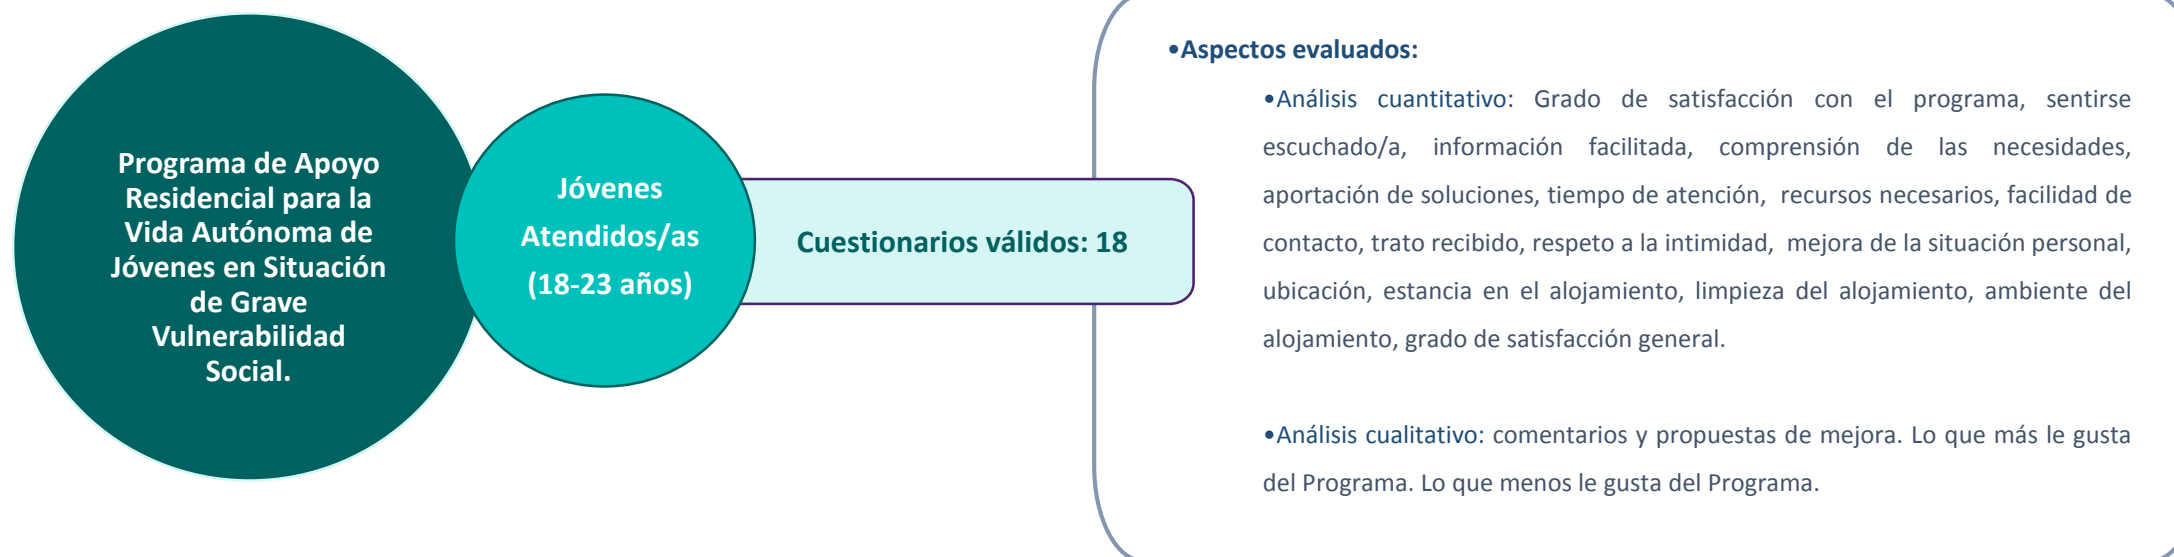 Programa de Apoyo
Residencial para la
Vida Autónoma de
Jóvenes en Situación
de Grave
Vulnerabilidad
Social.
Jóvenes
Atendidos/as
(18-23 años)
Cuestionarios válidos: 18
•Aspectos evaluados:
•Análisis cuantitativo: Grado de satisfacción con el programa, sentirse
escuchado/a, información facilitada, comprensión de las necesidades,
aportación de soluciones, tiempo de atención, recursos necesarios, facilidad de
contacto, trato recibido, respeto a la intimidad, mejora de la situación personal,
ubicación, estancia en el alojamiento, limpieza del alojamiento, ambiente del
alojamiento, grado de satisfacción general.
•Análisis cualitativo: comentarios y propuestas de mejora. Lo que más le gusta
del Programa. Lo que menos le gusta del Programa.